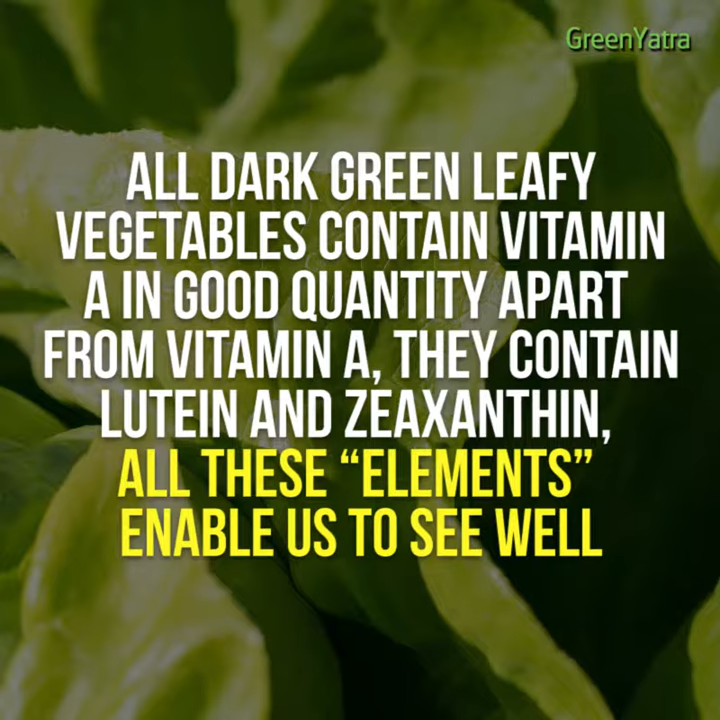 GreenYatra
ALL DARK GREEN LEAFY
VEGETABLES CONTAIN VITAMIN
A IN GOOD QUANTITY APART
FROM VITAMIN A, THEY CONTAIN
LUTEIN AND ZEAXANTHIN,
ALL THESE “ELEMENTS”
ENABLE US TO SEE WELL